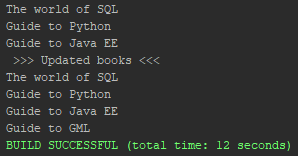 The world of SQL
Guide to Python
Guide to Java EE
>>> Updated books <<<
The world of SQL
Guide to Python
Guide to Java EE
Guide to GML
BUILD SUCCESSFUL (total time: 12 seconds)